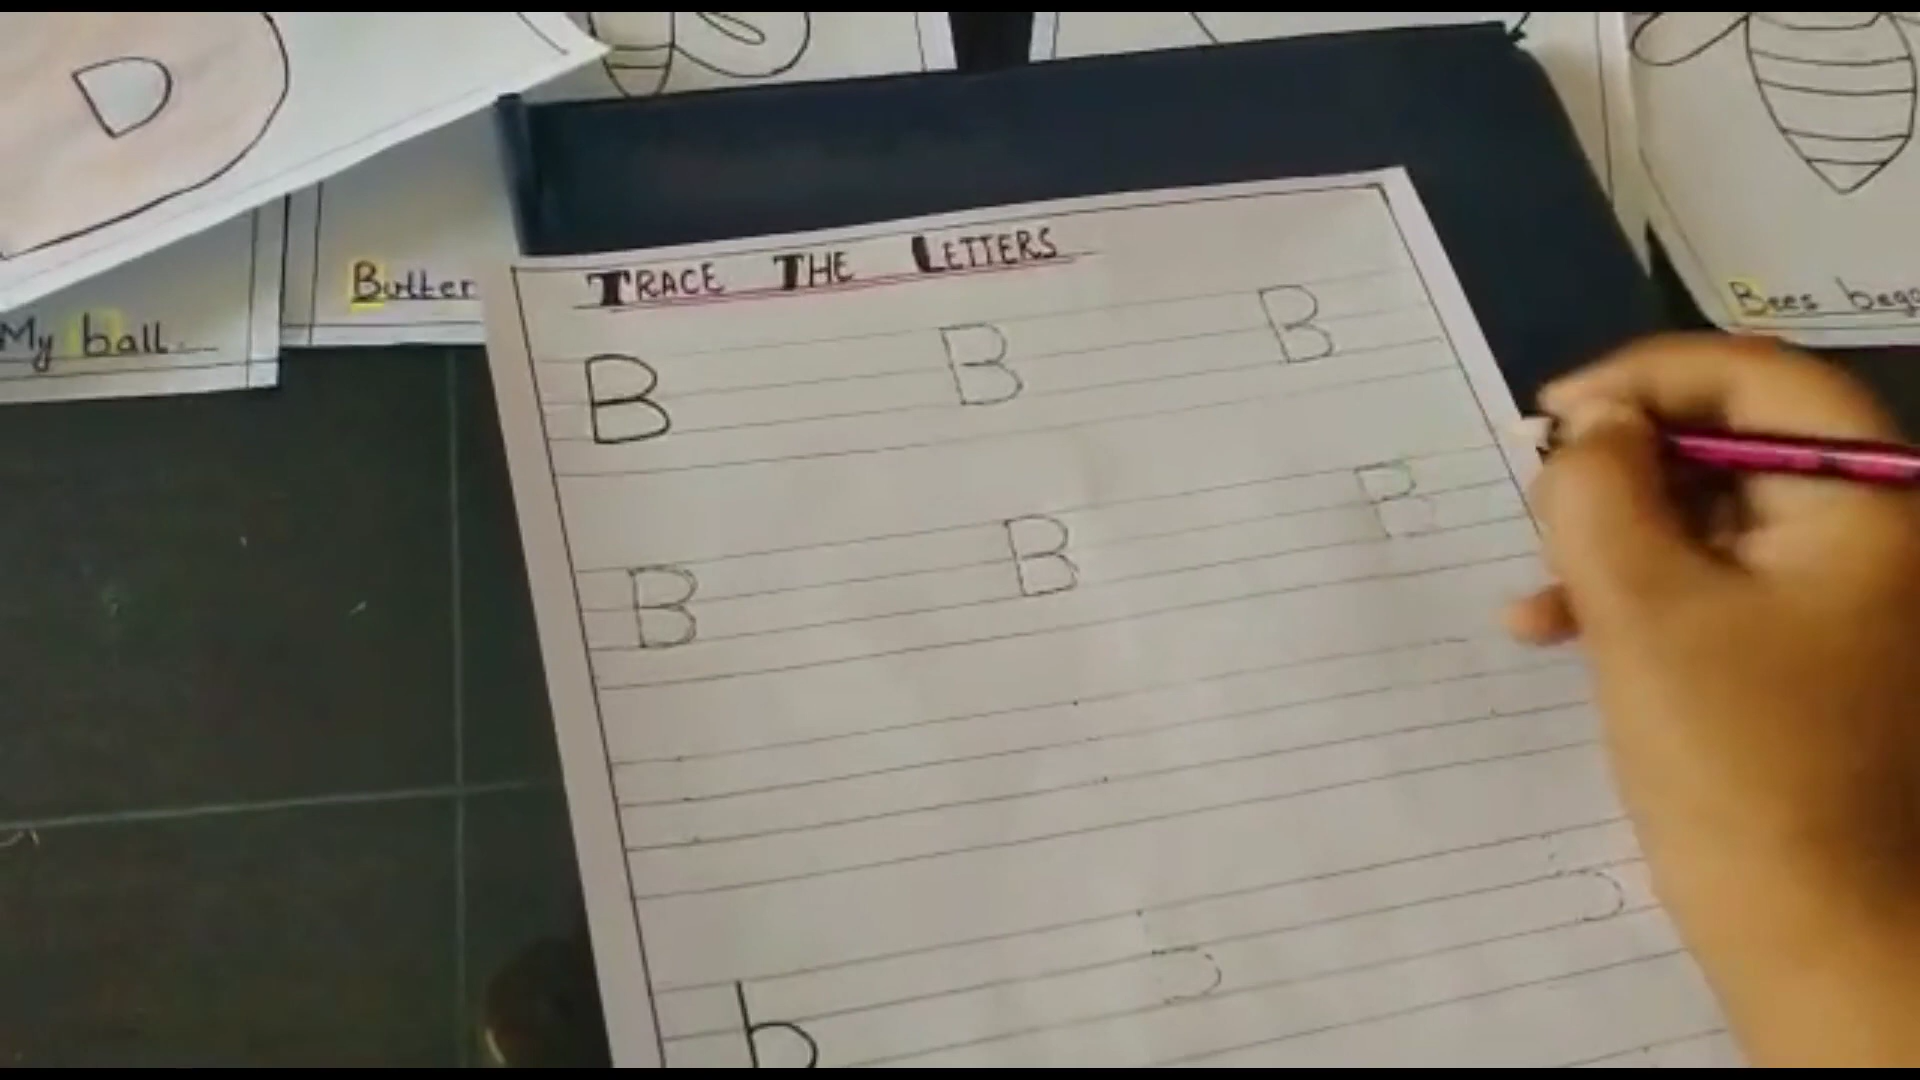 My ball.
Butter
TRACE THE LETTERS
Bees
B B B
B B B
b